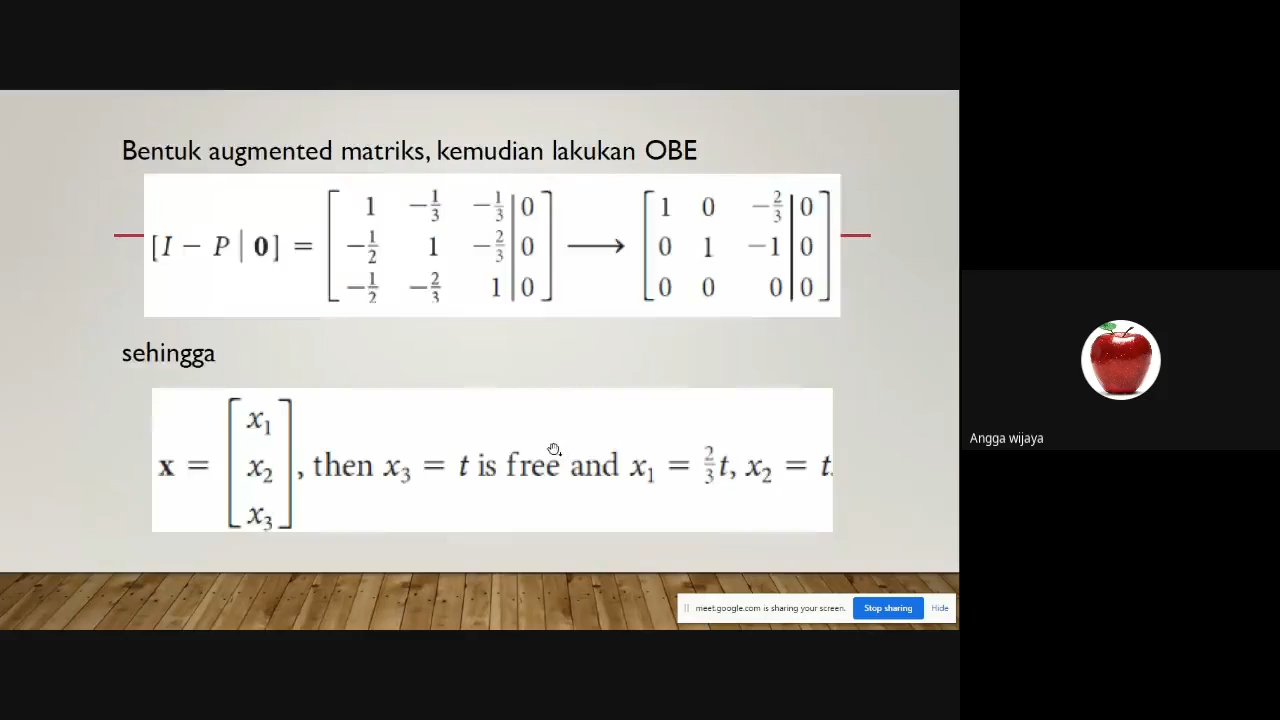 Bentuk augmented matriks, kemudian lakukan OBE
[I − P | 0] = [ 1 −1/3 −1/3 | 0 ; −1/2 1 −2/3 | 0 ; −1/2 −2/3 1 | 0 ] ⟶ [ 1 0 −2/3 | 0 ; 0 1 −1 | 0 ; 0 0 0 | 0 ]
sehingga
x = [ x₁ ; x₂ ; x₃ ], then x₃ = t is free and x₁ = 2/3 t, x₂ = t.
Angga wijaya
meet.google.com is sharing your screen. Stop sharing Hide